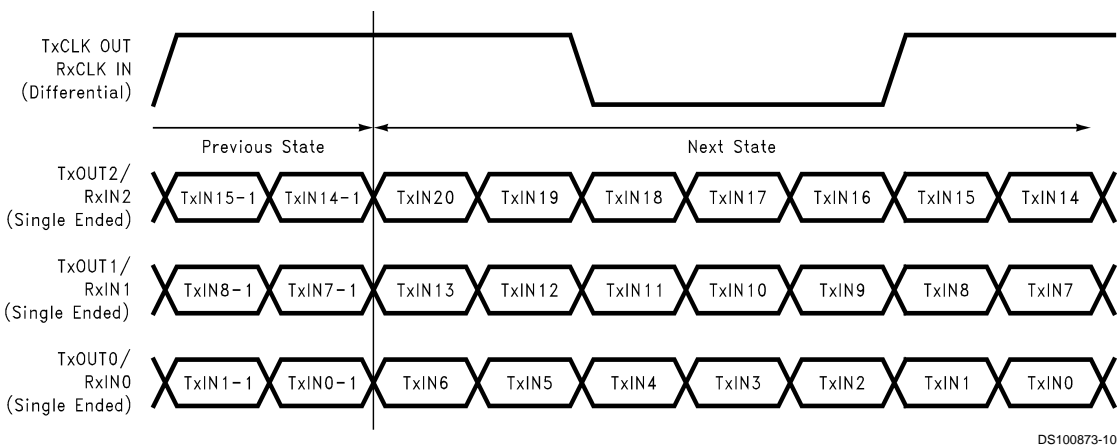 TxCLK OUT
RxCLK IN
(Differential)
Previous State
Next State
TxOUT2/
RxIN2
(Single Ended)
TxIN15-1 TxIN14-1 TxIN20 TxIN19 TxIN18 TxIN17 TxIN16 TxIN15 TxIN14
TxOUT1/
RxIN1
(Single Ended)
TxIN8-1 TxIN7-1 TxIN13 TxIN12 TxIN11 TxIN10 TxIN9 TxIN8 TxIN7
TxOUT0/
RxIN0
(Single Ended)
TxIN1-1 TxIN0-1 TxIN6 TxIN5 TxIN4 TxIN3 TxIN2 TxIN1 TxIN0
DS100873-10